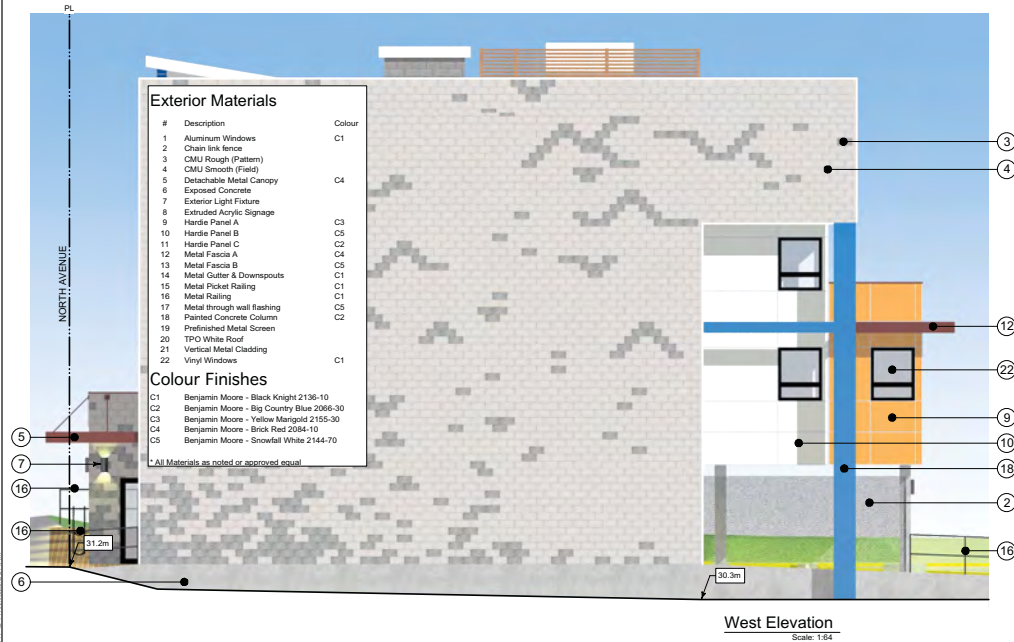 PL
NORTH AVENUE
Exterior Materials
# Description Colour
1 Aluminum Windows C1
2 Chain link fence
3 CMU Rough (Pattern)
4 CMU Smooth (Field)
5 Detachable Metal Canopy C4
6 Exposed Concrete
7 Exterior Light Fixture
8 Extruded Acrylic Signage
9 Hardie Panel A C3
10 Hardie Panel B C5
11 Hardie Panel C C2
12 Metal Fascia A C4
13 Metal Fascia B C5
14 Metal Gutter & Downspouts C1
15 Metal Picket Railing C1
16 Metal Railing C1
17 Metal through wall flashing C5
18 Painted Concrete Column C2
19 Prefinished Metal Screen
20 TPO White Roof
21 Vertical Metal Cladding
22 Vinyl Windows C1
Colour Finishes
C1 Benjamin Moore - Black Knight 2136-10
C2 Benjamin Moore - Big Country Blue 2066-30
C3 Benjamin Moore - Yellow Marigold 2155-30
C4 Benjamin Moore - Brick Red 2084-10
C5 Benjamin Moore - Snowfall White 2144-70
* All Materials as noted or approved equal
5
7
16
16
31.2m
6
3
4
12
22
9
10
18
2
16
30.3m
West Elevation
Scale: 1:64